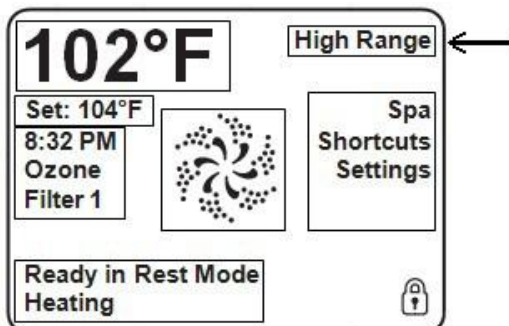 102°F
High Range
Set: 104°F
8:32 PM
Ozone
Filter 1
Spa
Shortcuts
Settings
Ready in Rest Mode
Heating